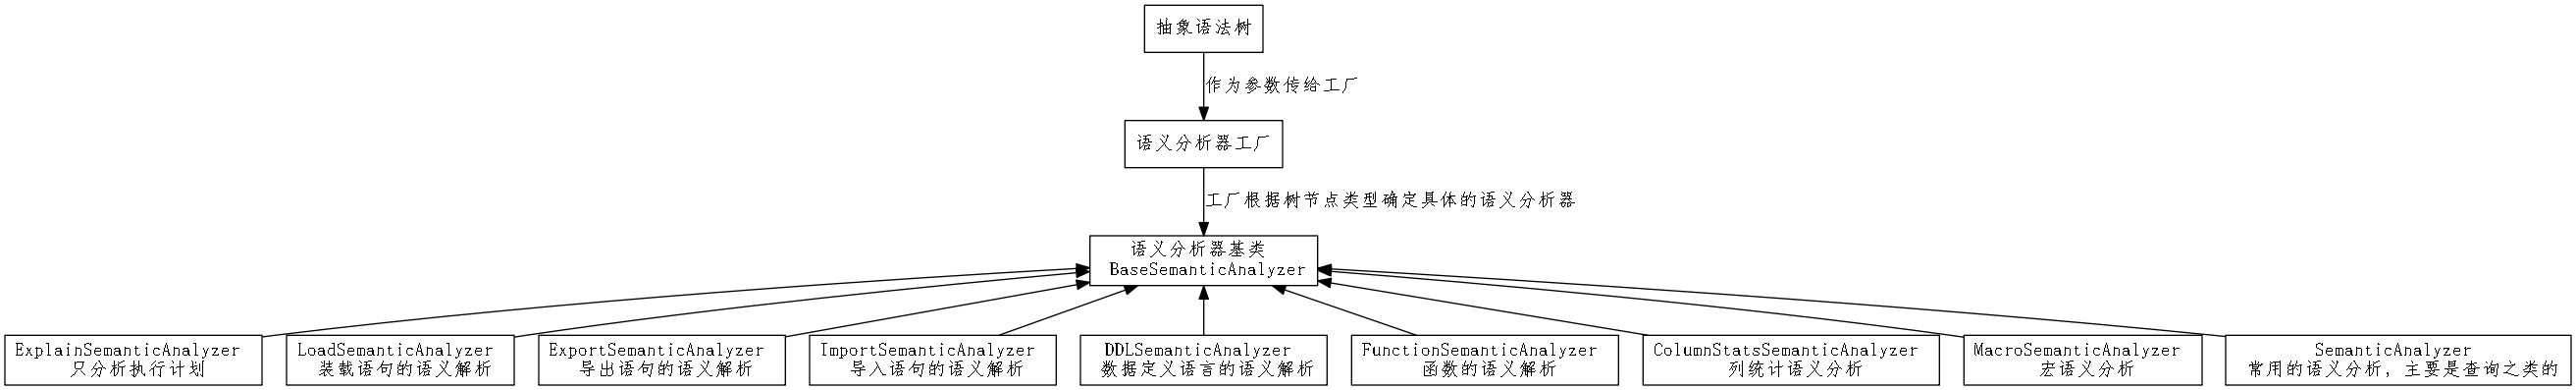 抽象语法树
作为参数传给工厂
语义分析器工厂
工厂根据树节点类型确定具体的语义分析器
语义分析器基类
BaseSemanticAnalyzer
ExplainSemanticAnalyzer
只分析执行计划
LoadSemanticAnalyzer
装载语句的语义解析
ExportSemanticAnalyzer
导出语句的语义解析
ImportSemanticAnalyzer
导入语句的语义解析
DDLSemanticAnalyzer
数据定义语言的语义解析
FunctionSemanticAnalyzer
函数的语义解析
ColumnStatsSemanticAnalyzer
列统计语义分析
MacroSemanticAnalyzer
宏语义分析
SemanticAnalyzer
常用的语义分析，主要是查询之类的